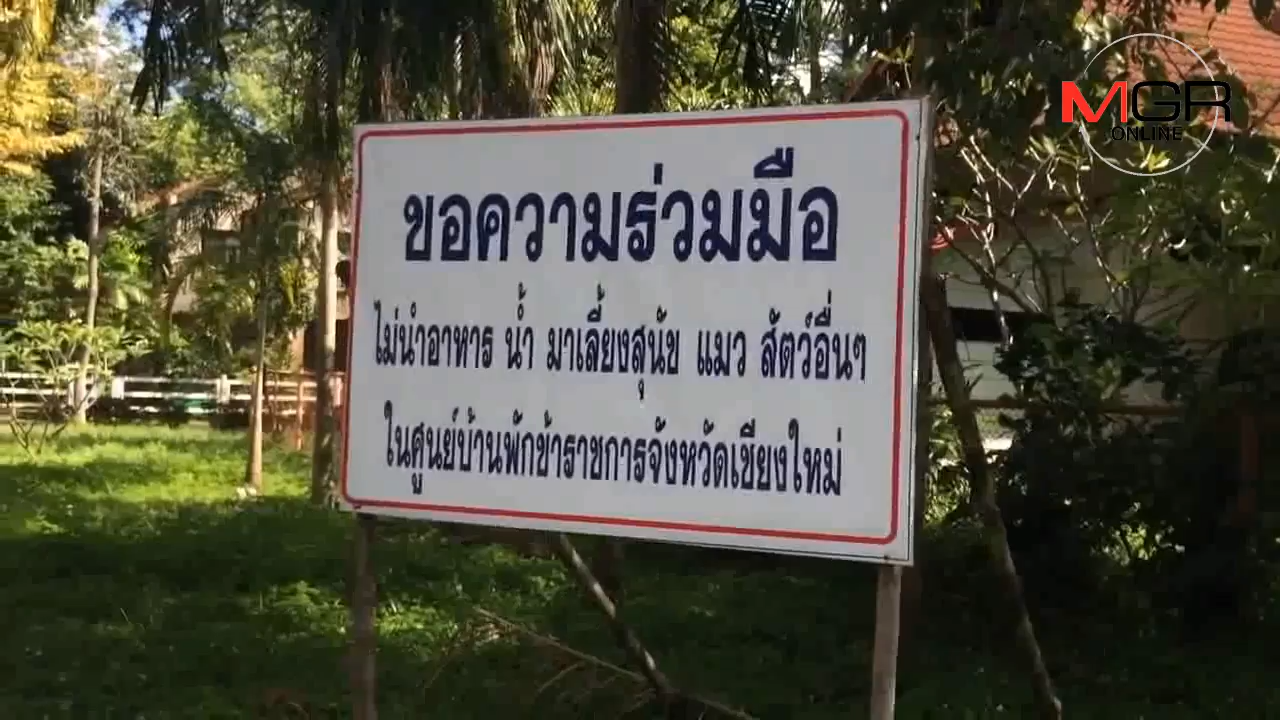 ขอความร่วมมือ
ไม่นำอาหาร น้ำ มาเลี้ยงสุนัข แมว สัตว์อื่นๆ
ในศูนย์บ้านพักข้าราชการจังหวัดเชียงใหม่
MGR
ONLINE